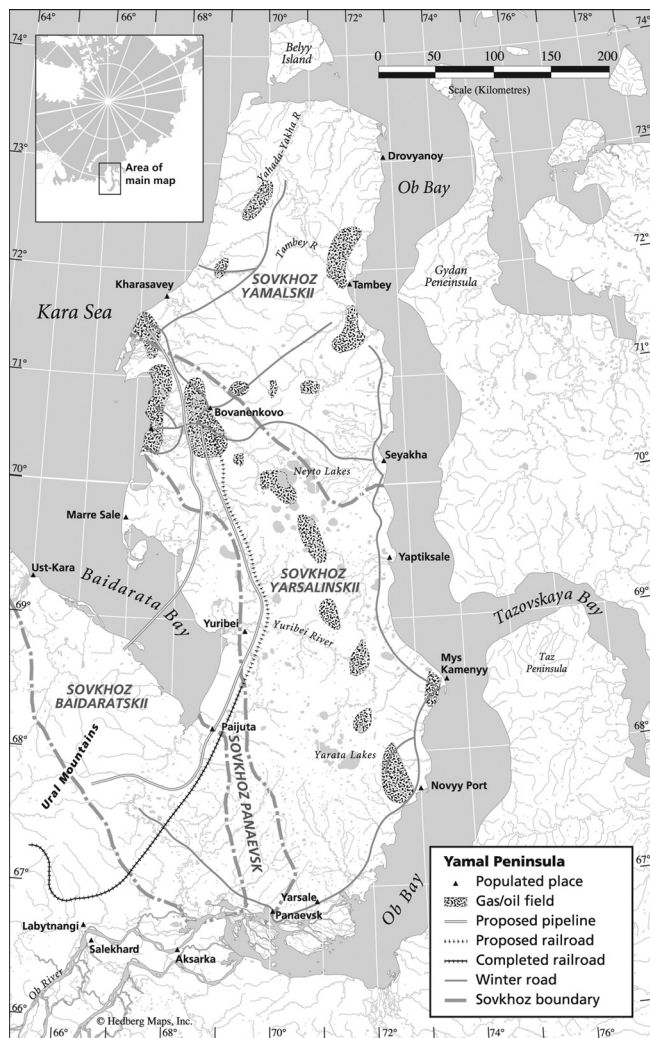 64° 66° 68° 70° 72° 74° 76°
74°
Belyy
Island
0 50 100 150 200
Scale (Kilometres)
74°
Area of
main map
73°
Yahada-Yakha R
Drovyanoy
Ob Bay
73°
72°
Tambey R
72°
Kharasavey
SOVKHOZ
YAMALSKII
Tambey
Gydan
Peneinsula
Kara Sea
71°
71°
Bovanenkovo
Seyakha
70°
Neyto Lakes
70°
Marre Sale
Yaptiksale
Ust-Kara
Baidarata Bay
SOVKHOZ
YARSALINSKII
69°
Tazovskaya Bay
69°
Yuribei
Yuribei River
Mys
Kamenyy
Taz
Peninsula
SOVKHOZ
BAIDARATSKII
Ural Mountains
Paijuta
68°
68°
SOVKHOZ PANAEVSK
Yarata Lakes
Novyy Port
67°
Yarsale
Panaevsk
Ob Bay
Labytnangi
Salekhard
Aksarka
Ob River
66°
Yamal Peninsula
Populated place
Gas/oil field
Proposed pipeline
Proposed railroad
Completed railroad
Winter road
Sovkhoz boundary
67°
66°
© Hedberg Maps, Inc.
66° 68° 70° 72° 74° 76°